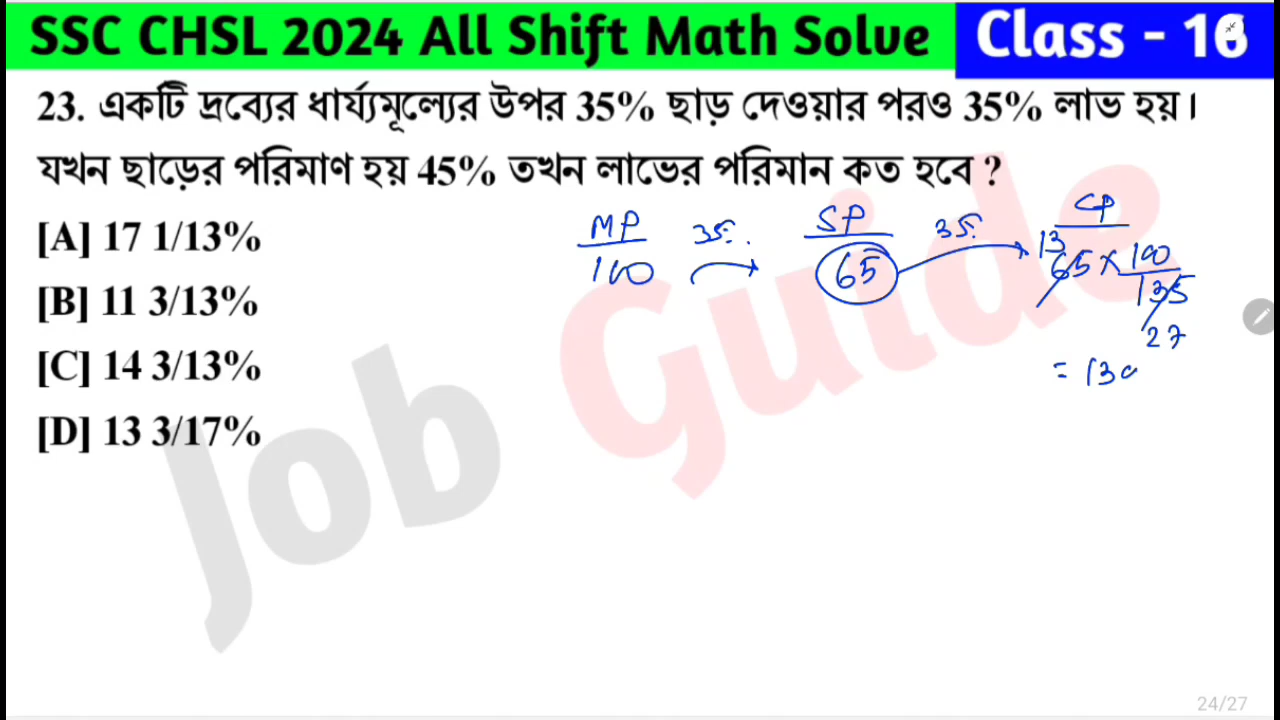 SSC CHSL 2024 All Shift Math Solve Class - 16
23. একটি দ্রব্যের ধার্য্যমূল্যের উপর 35% ছাড় দেওয়ার পরও 35% লাভ হয়।
যখন ছাড়ের পরিমাণ হয় 45% তখন লাভের পরিমান কত হবে ?
[A] 17 1/13%
[B] 11 3/13%
[C] 14 3/13%
[D] 13 3/17%
MP 35% SP 35% CP
100 65 13 65 × 100
135
27
= 130
Job Guide
24/27